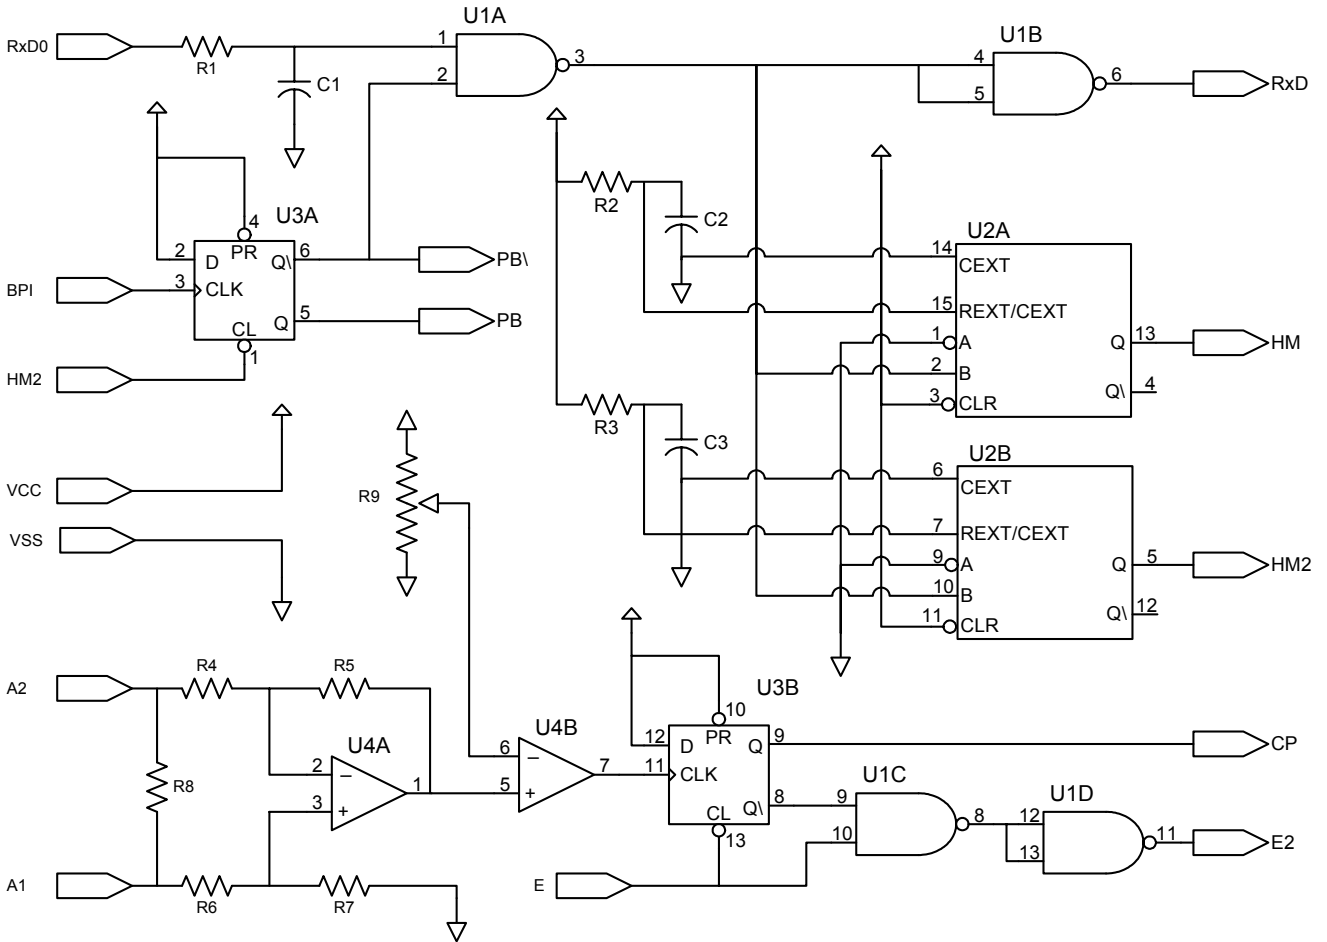 U1A
RxD0
R1
C1
1
2
3
U1B
4
5
6
RxD
R2
C2
U3A
4
PR
2
D
Q\
6
PB\
BPI
3
CLK
Q
5
PB
CL
1
HM2
U2A
14
CEXT
15
REXT/CEXT
1
A
Q
13
HM
2
B
Q\
4
3
CLR
R3
C3
VCC
VSS
R9
U2B
6
CEXT
7
REXT/CEXT
9
A
Q
5
HM2
10
B
Q\
12
11
CLR
A2
R4
R5
R8
U4A
2
−
3
+
1
A1
R6
R7
U4B
6
−
5
+
7
U3B
10
PR
12
D
Q
9
CP
11
CLK
Q\
8
CL
13
E
U1C
9
10
8
U1D
12
13
11
E2